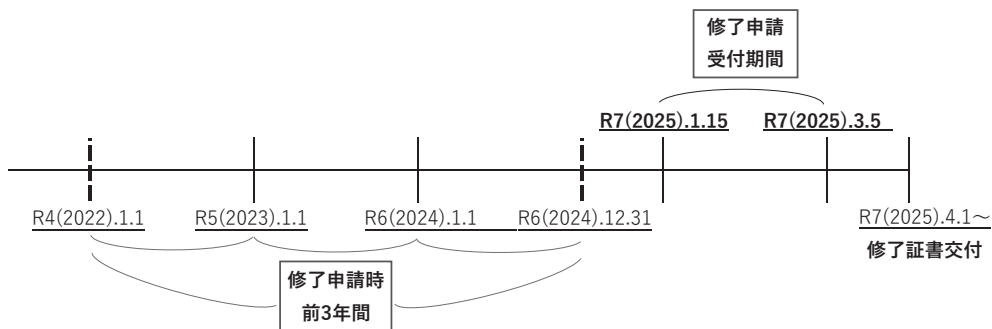 修了申請
受付期間
R7(2025).1.15 R7(2025).3.5
R4(2022).1.1 R5(2023).1.1 R6(2024).1.1 R6(2024).12.31 R7(2025).4.1～
修了証書交付
修了申請時
前3年間